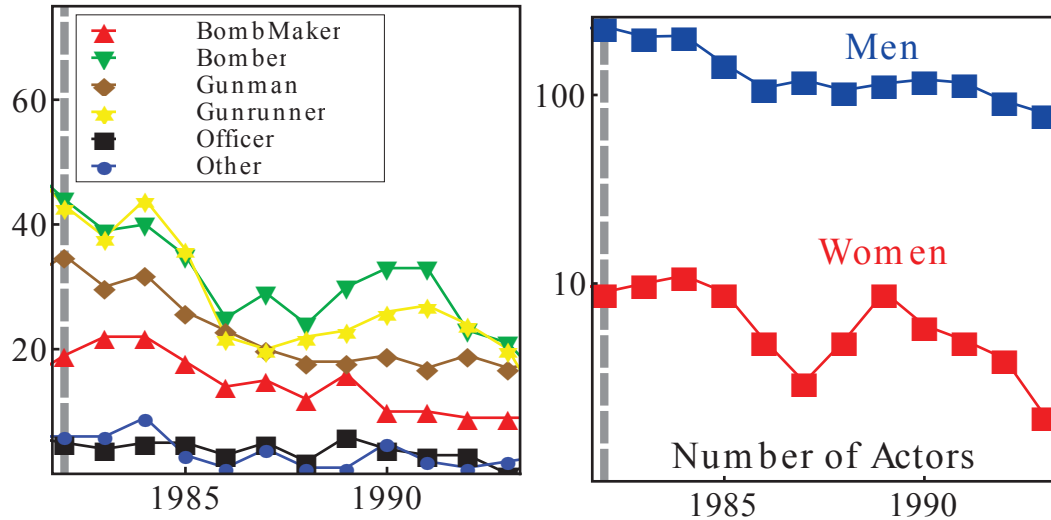 BombMaker
Bomber
Gunman
Gunrunner
Officer
Other
60
40
20
1985
1990
Men
100
Women
10
Number of Actors
1985
1990